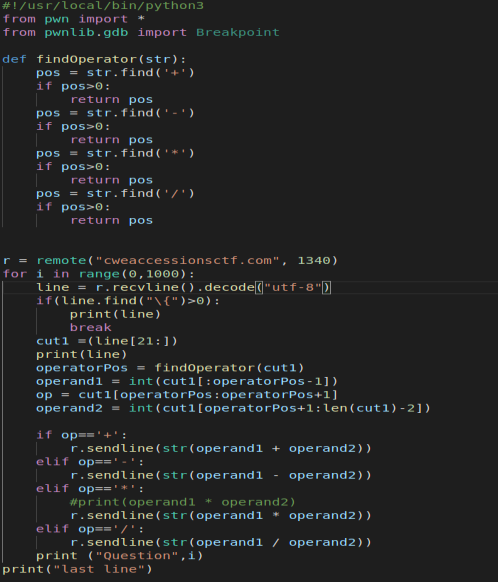 #!/usr/local/bin/python3
from pwn import *
from pwnlib.gdb import Breakpoint

def findOperator(str):
    pos = str.find('+')
    if pos>0:
        return pos
    pos = str.find('-')
    if pos>0:
        return pos
    pos = str.find('*')
    if pos>0:
        return pos
    pos = str.find('/')
    if pos>0:
        return pos


r = remote("cweaccessionsctf.com", 1340)
for i in range(0,1000):
    line = r.recvline().decode("utf-8")
    if(line.find("\{")>0):
        print(line)
        break
    cut1 =(line[21:])
    print(line)
    operatorPos = findOperator(cut1)
    operand1 = int(cut1[:operatorPos-1])
    op = cut1[operatorPos:operatorPos+1]
    operand2 = int(cut1[operatorPos+1:len(cut1)-2])

    if op=='+':
        r.sendline(str(operand1 + operand2))
    elif op=='-':
        r.sendline(str(operand1 - operand2))
    elif op=='*':
        #print(operand1 * operand2)
        r.sendline(str(operand1 * operand2))
    elif op=='/':
        r.sendline(str(operand1 / operand2))
    print ("Question",i)
print("last line")